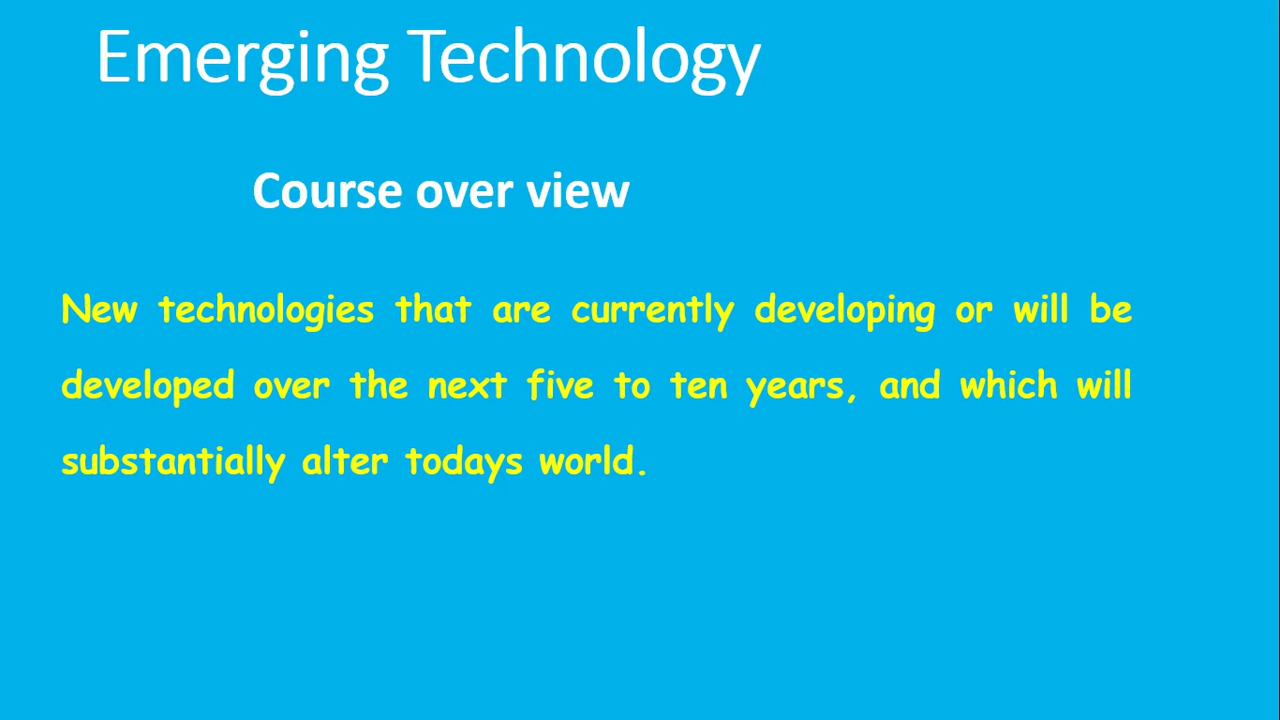 Emerging Technology
Course over view
New technologies that are currently developing or will be
developed over the next five to ten years, and which will
substantially alter todays world.